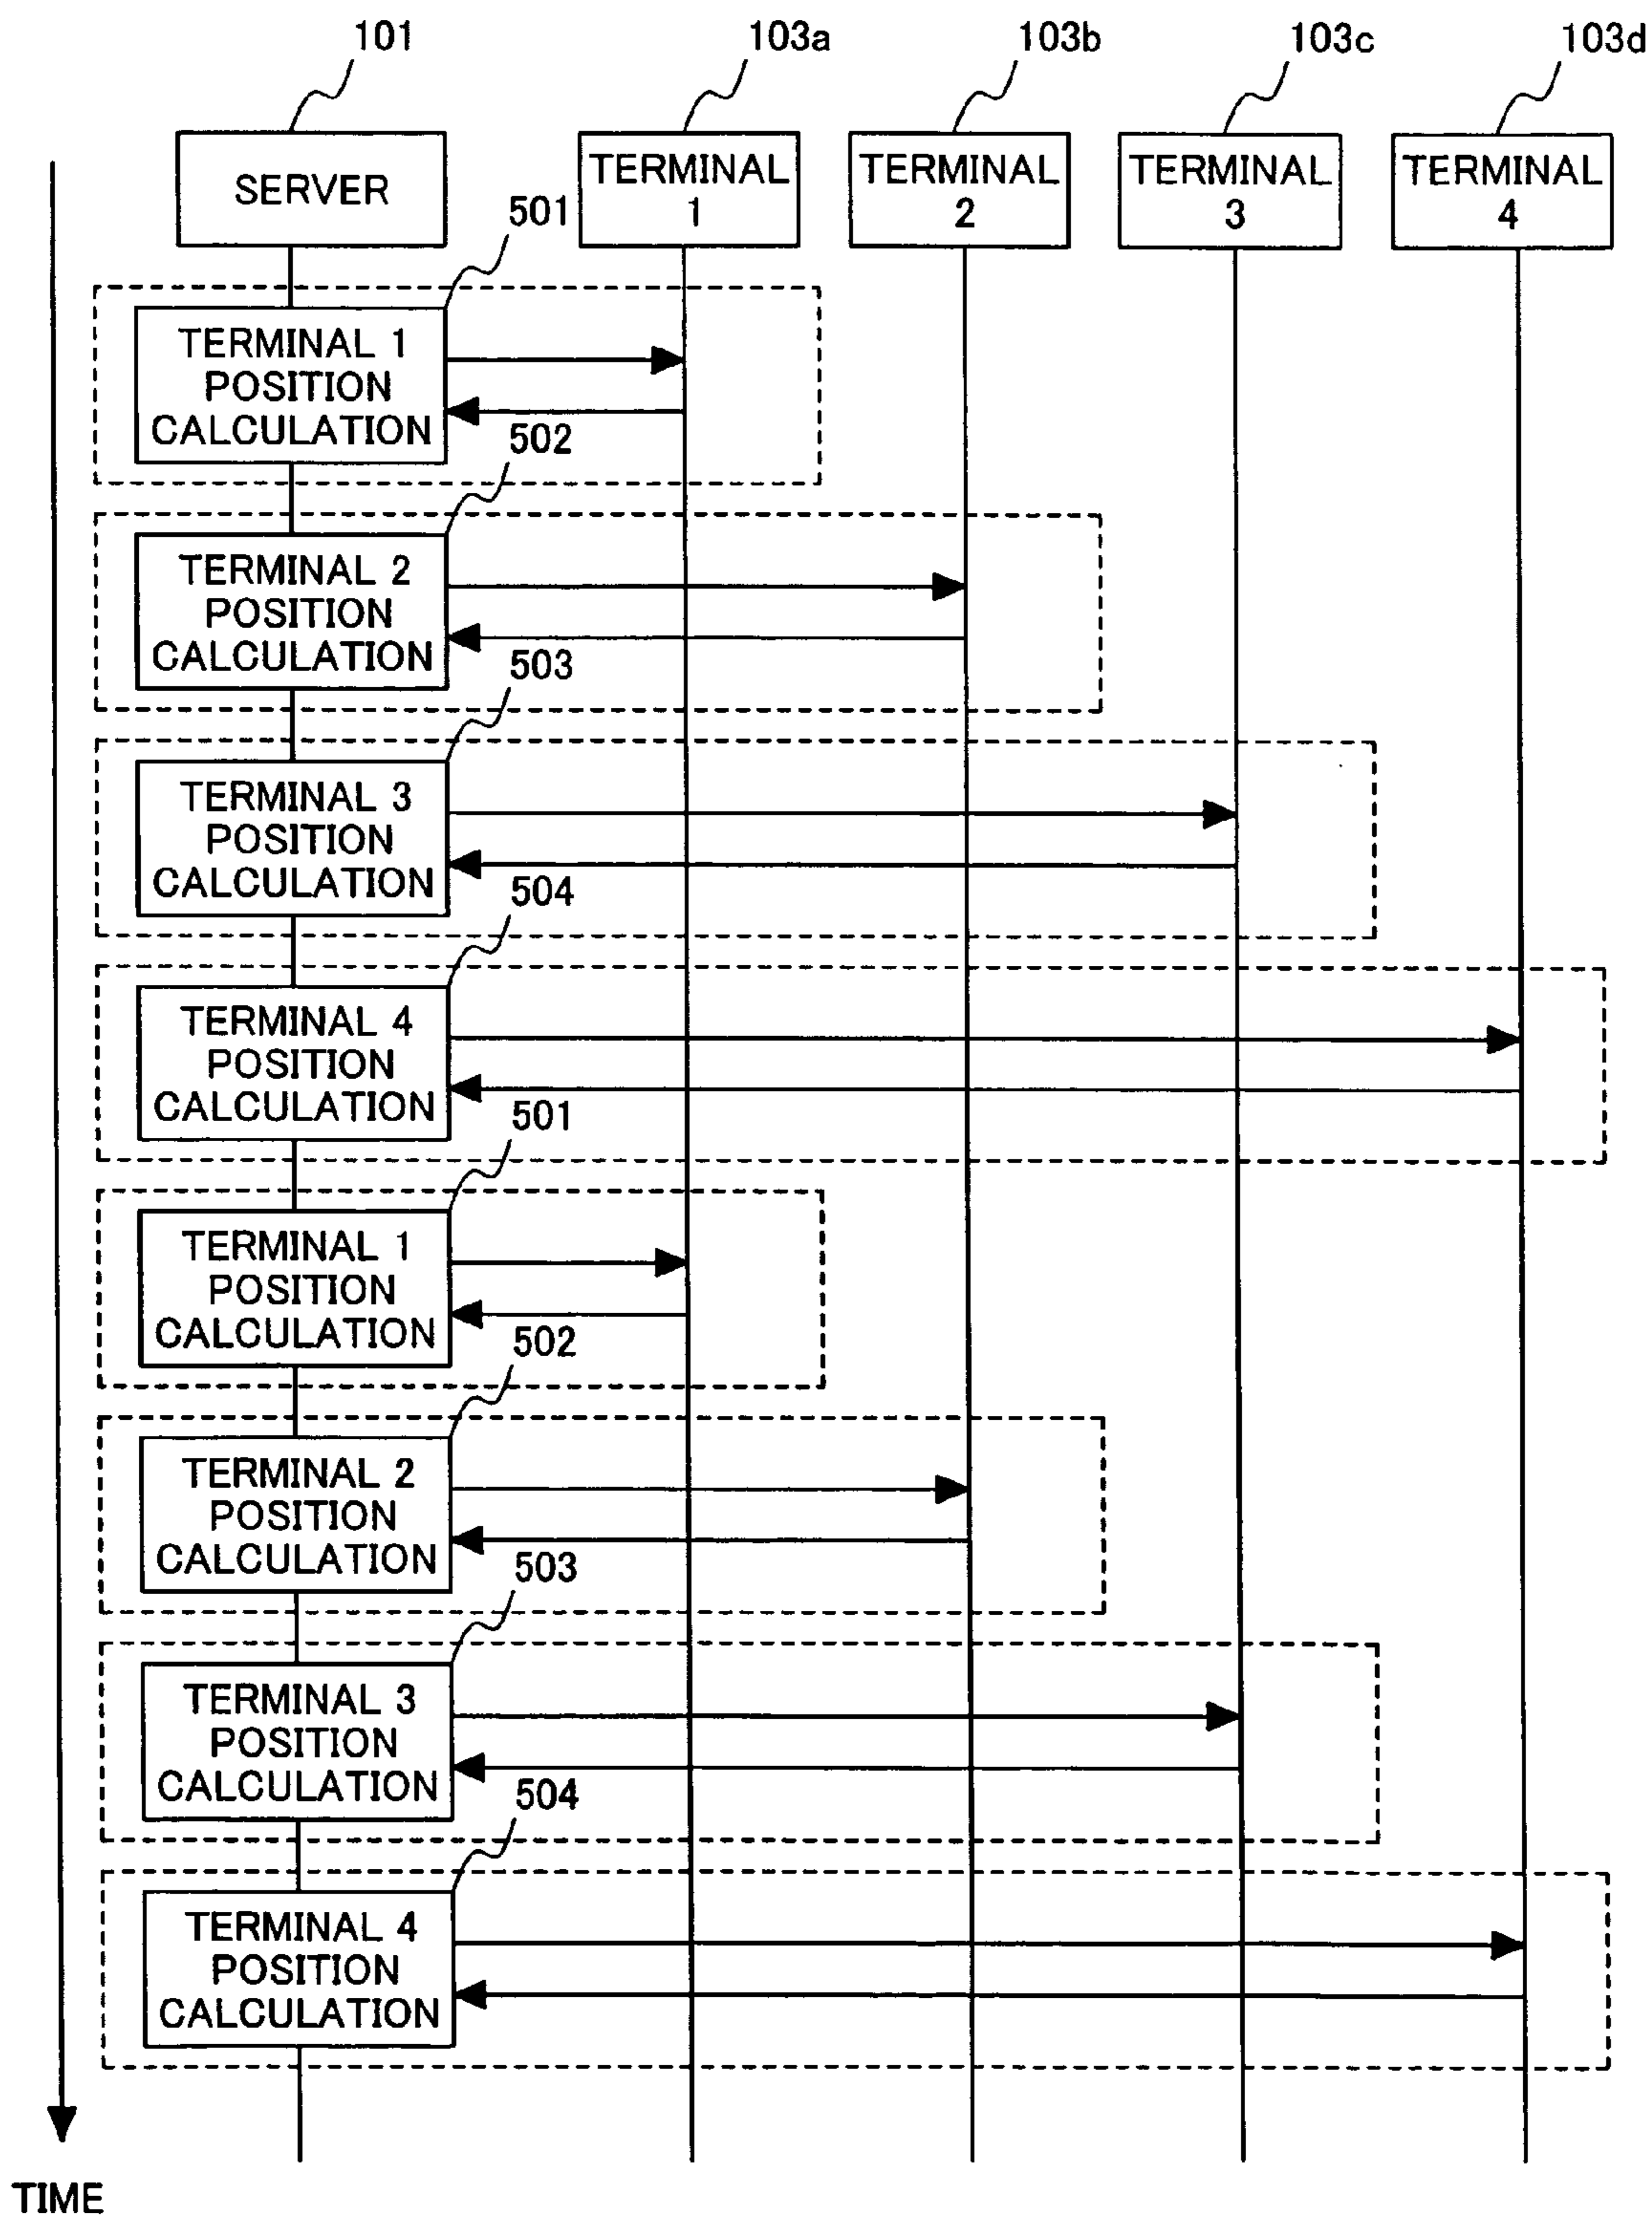 101
103a
103b
103c
103d
SERVER
TERMINAL
1
TERMINAL
2
TERMINAL
3
TERMINAL
4
501
TERMINAL 1
POSITION
CALCULATION
502
TERMINAL 2
POSITION
CALCULATION
503
TERMINAL 3
POSITION
CALCULATION
504
TERMINAL 4
POSITION
CALCULATION
501
TERMINAL 1
POSITION
CALCULATION
502
TERMINAL 2
POSITION
CALCULATION
503
TERMINAL 3
POSITION
CALCULATION
504
TERMINAL 4
POSITION
CALCULATION
TIME